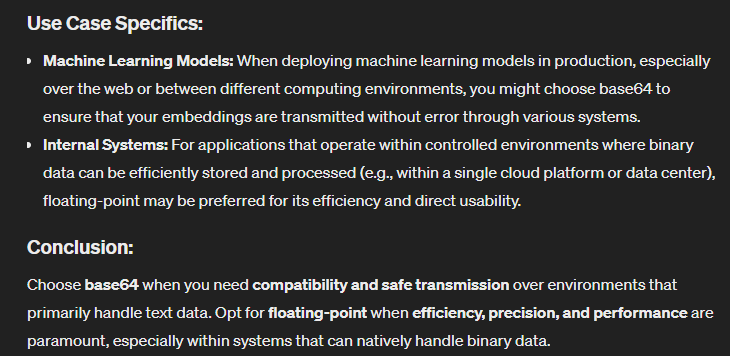 Use Case Specifics:
• Machine Learning Models: When deploying machine learning models in production, especially
over the web or between different computing environments, you might choose base64 to
ensure that your embeddings are transmitted without error through various systems.
• Internal Systems: For applications that operate within controlled environments where binary
data can be efficiently stored and processed (e.g., within a single cloud platform or data center),
floating-point may be preferred for its efficiency and direct usability.
Conclusion:
Choose base64 when you need compatibility and safe transmission over environments that
primarily handle text data. Opt for floating-point when efficiency, precision, and performance are
paramount, especially within systems that can natively handle binary data.